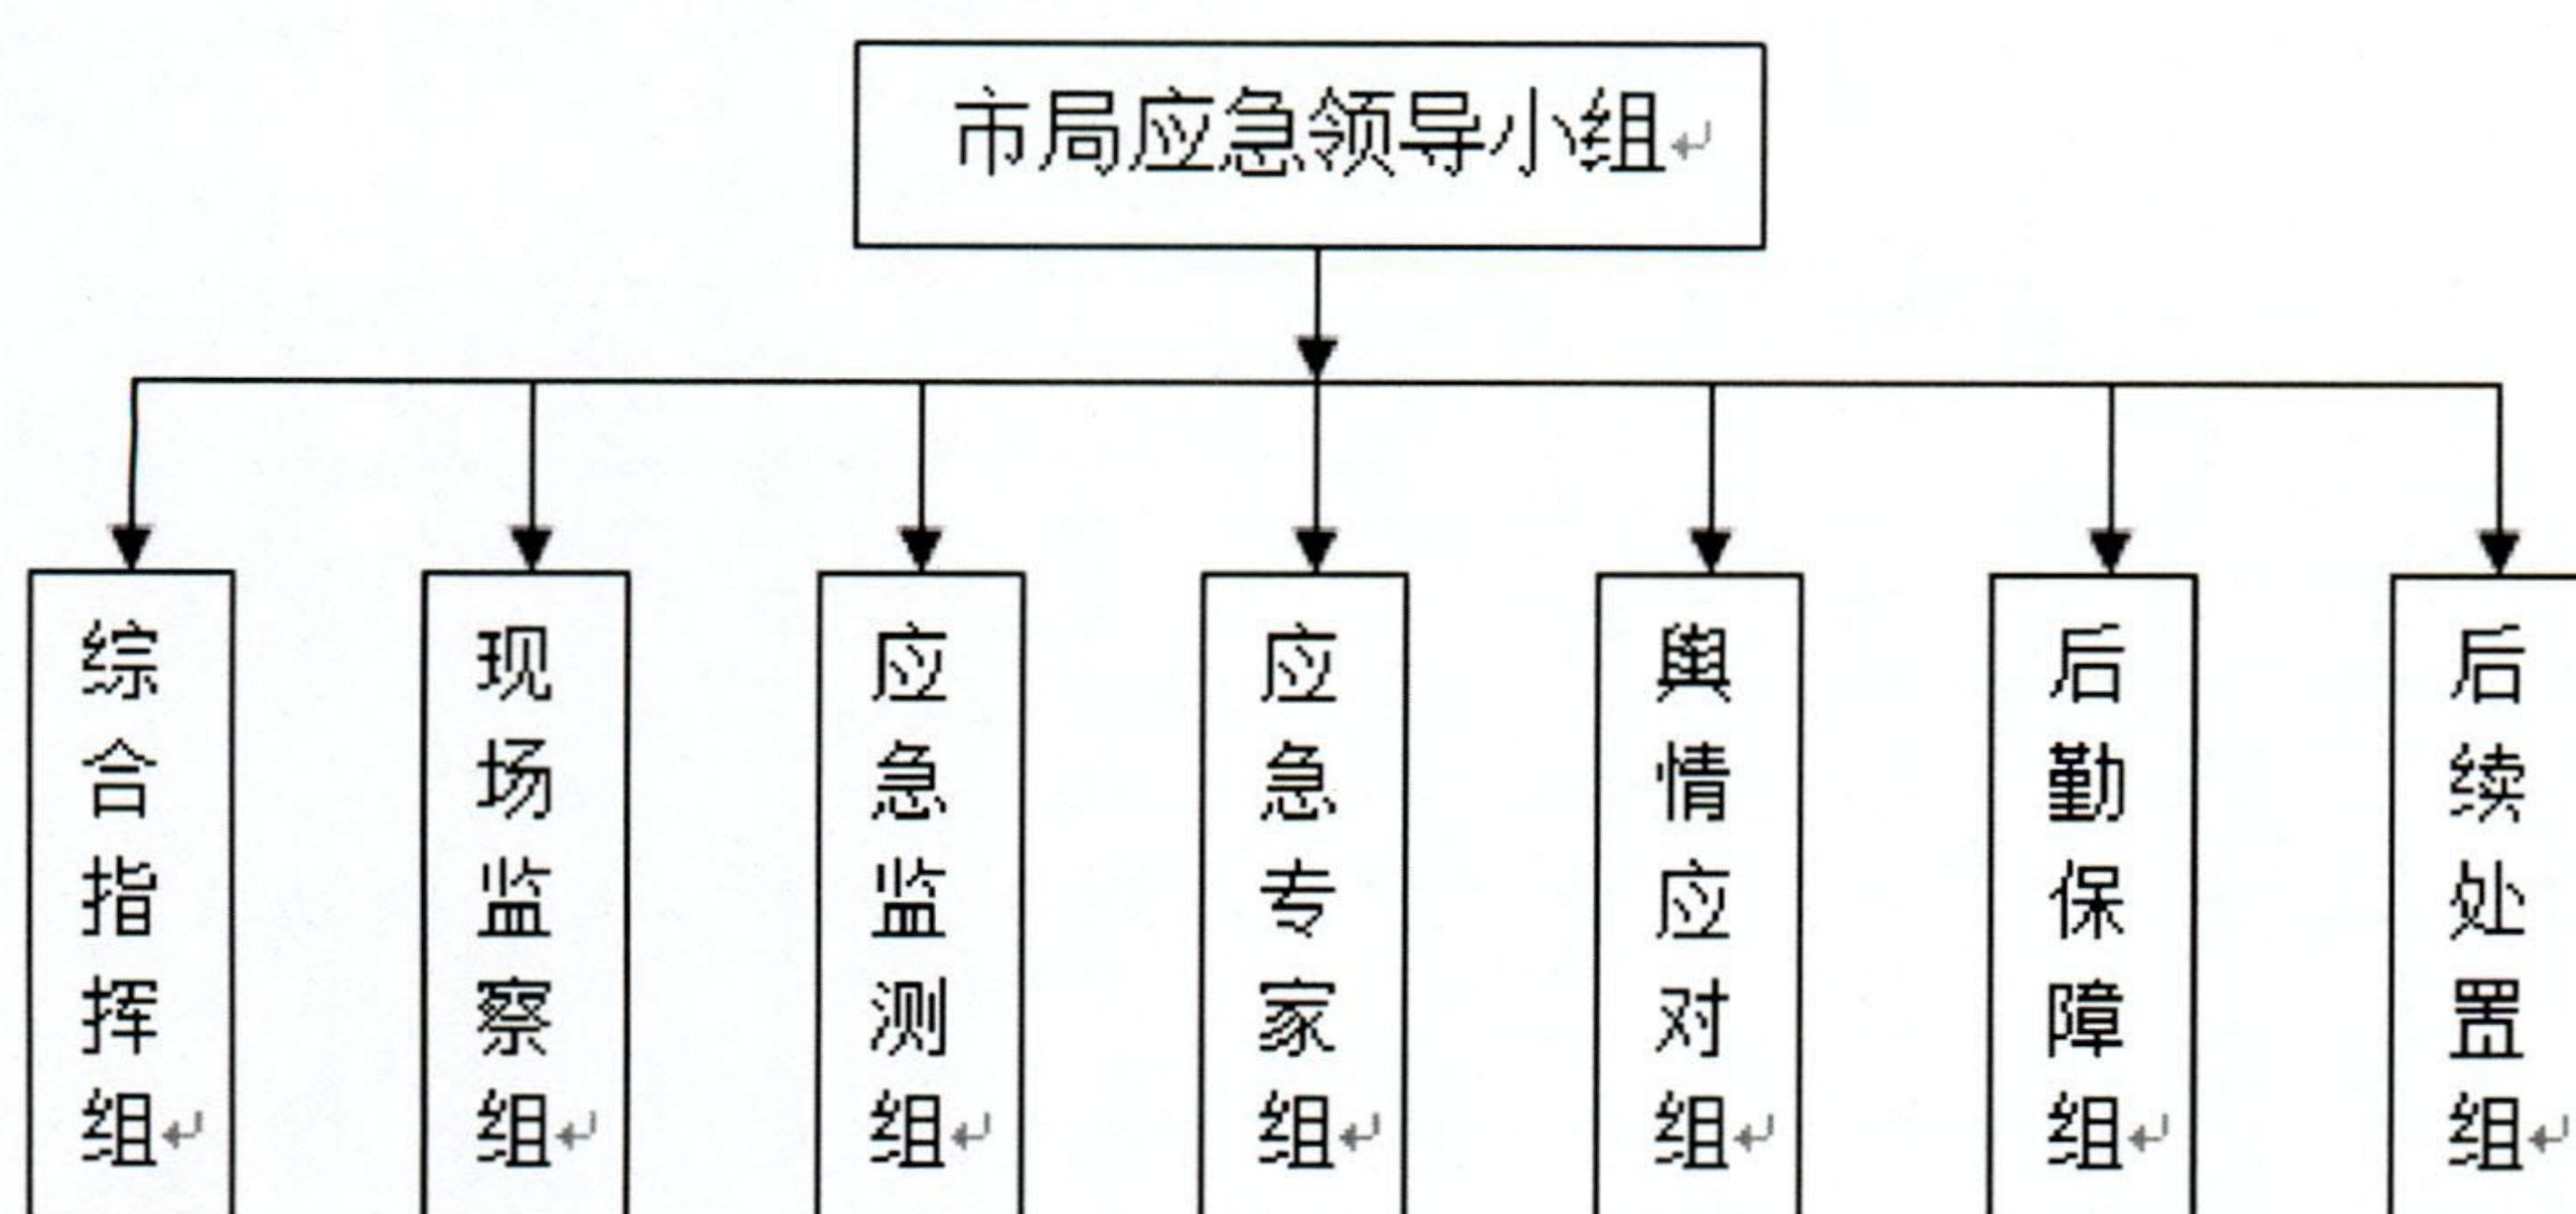 市局应急领导小组
综合指挥组
现场监察组
应急监测组
应急专家组
舆情应对组
后勤保障组
后续处置组